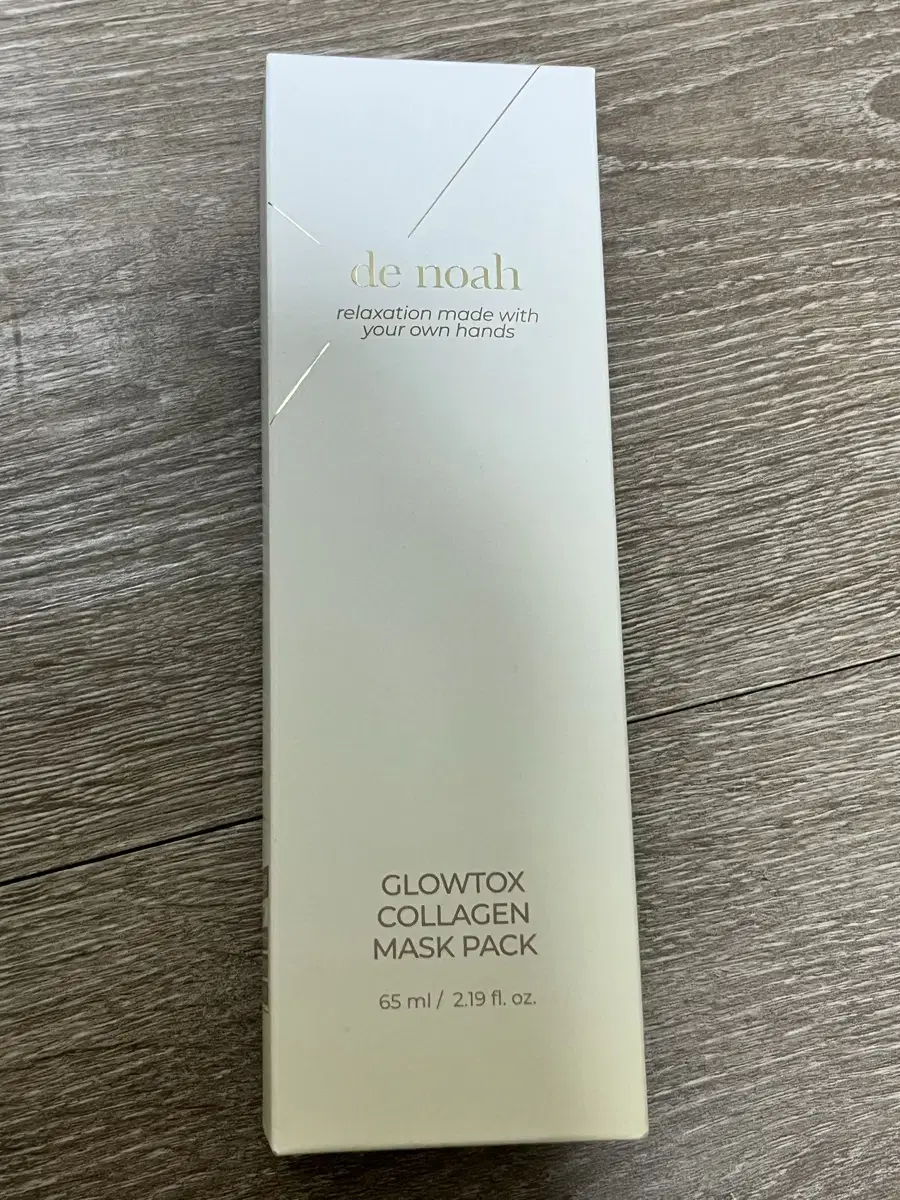 de noah
relaxation made with
your own hands
GLOWTOX
COLLAGEN
MASK PACK
65 ml / 2.19 fl. oz.